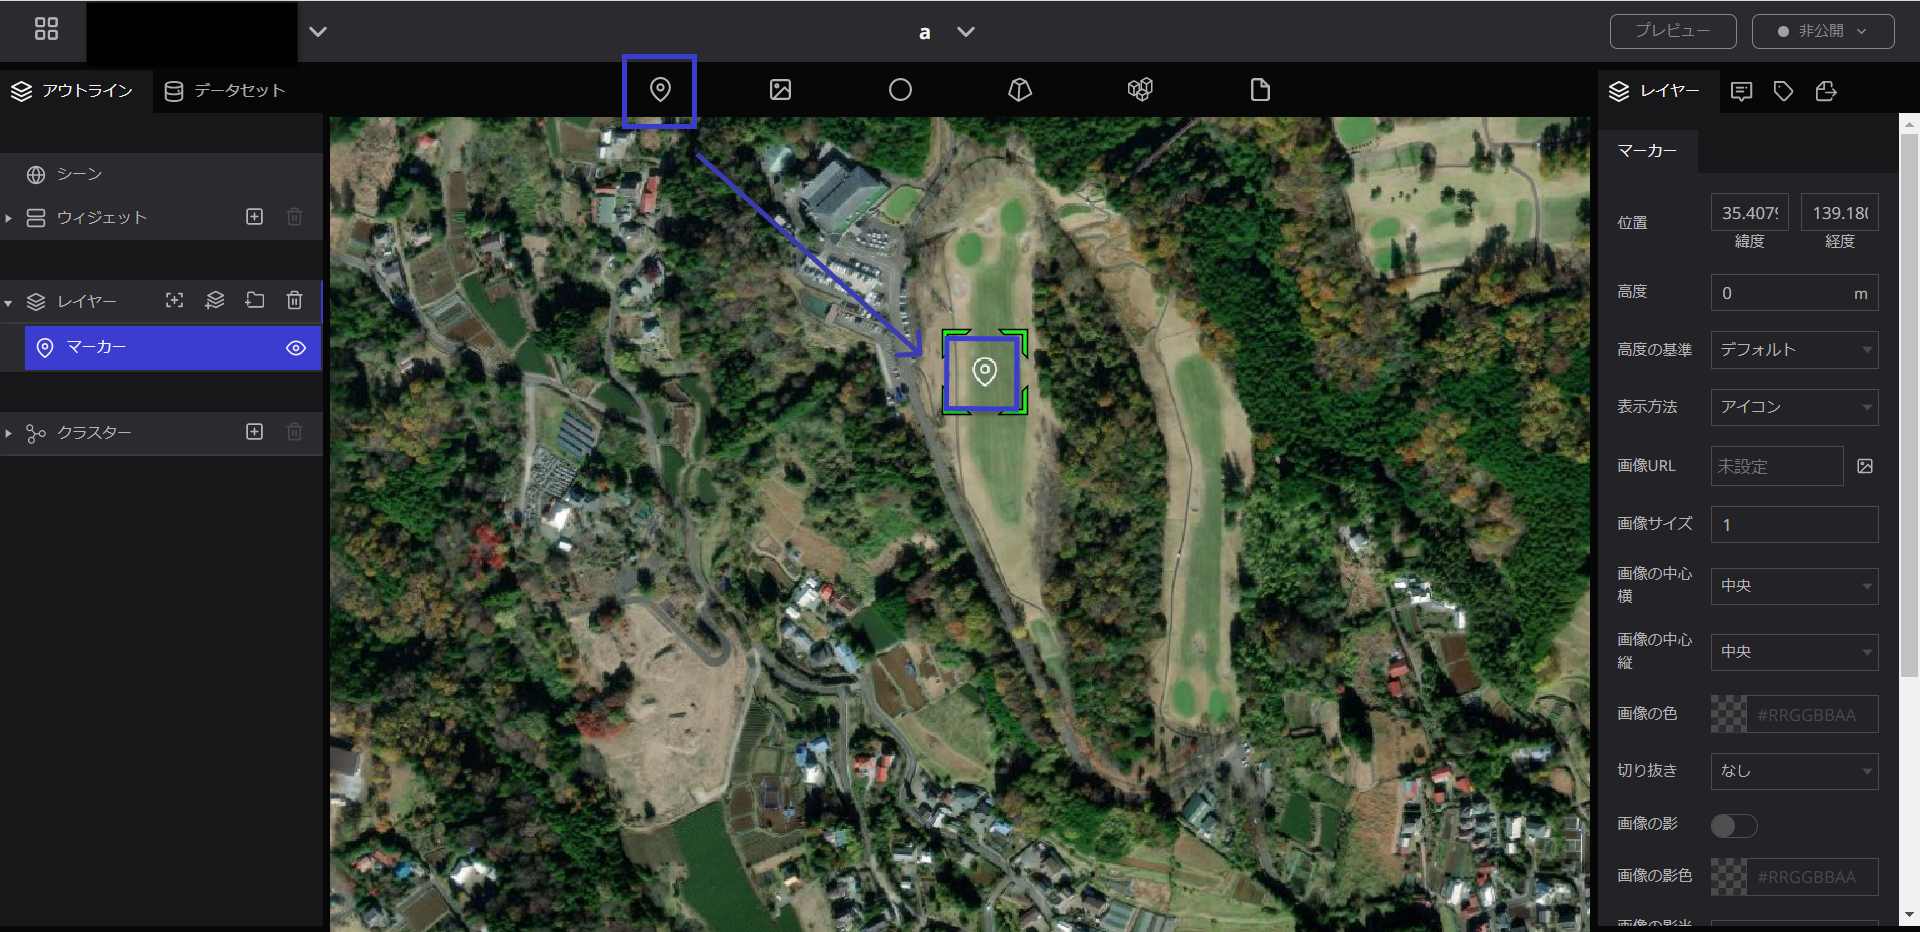 a
プレビュー
非公開
アウトライン
データセット
レイヤー
シーン
ウィジェット
レイヤー
マーカー
クラスター
マーカー
位置
35.407
139.180
緯度
経度
高度
0
m
高度の基準
デフォルト
表示方法
アイコン
画像URL
未設定
画像サイズ
1
画像の中心
横
中央
画像の中心
縦
中央
画像の色
#RRGGBBAA
切り抜き
なし
画像の影
画像の影色
#RRGGBBAA